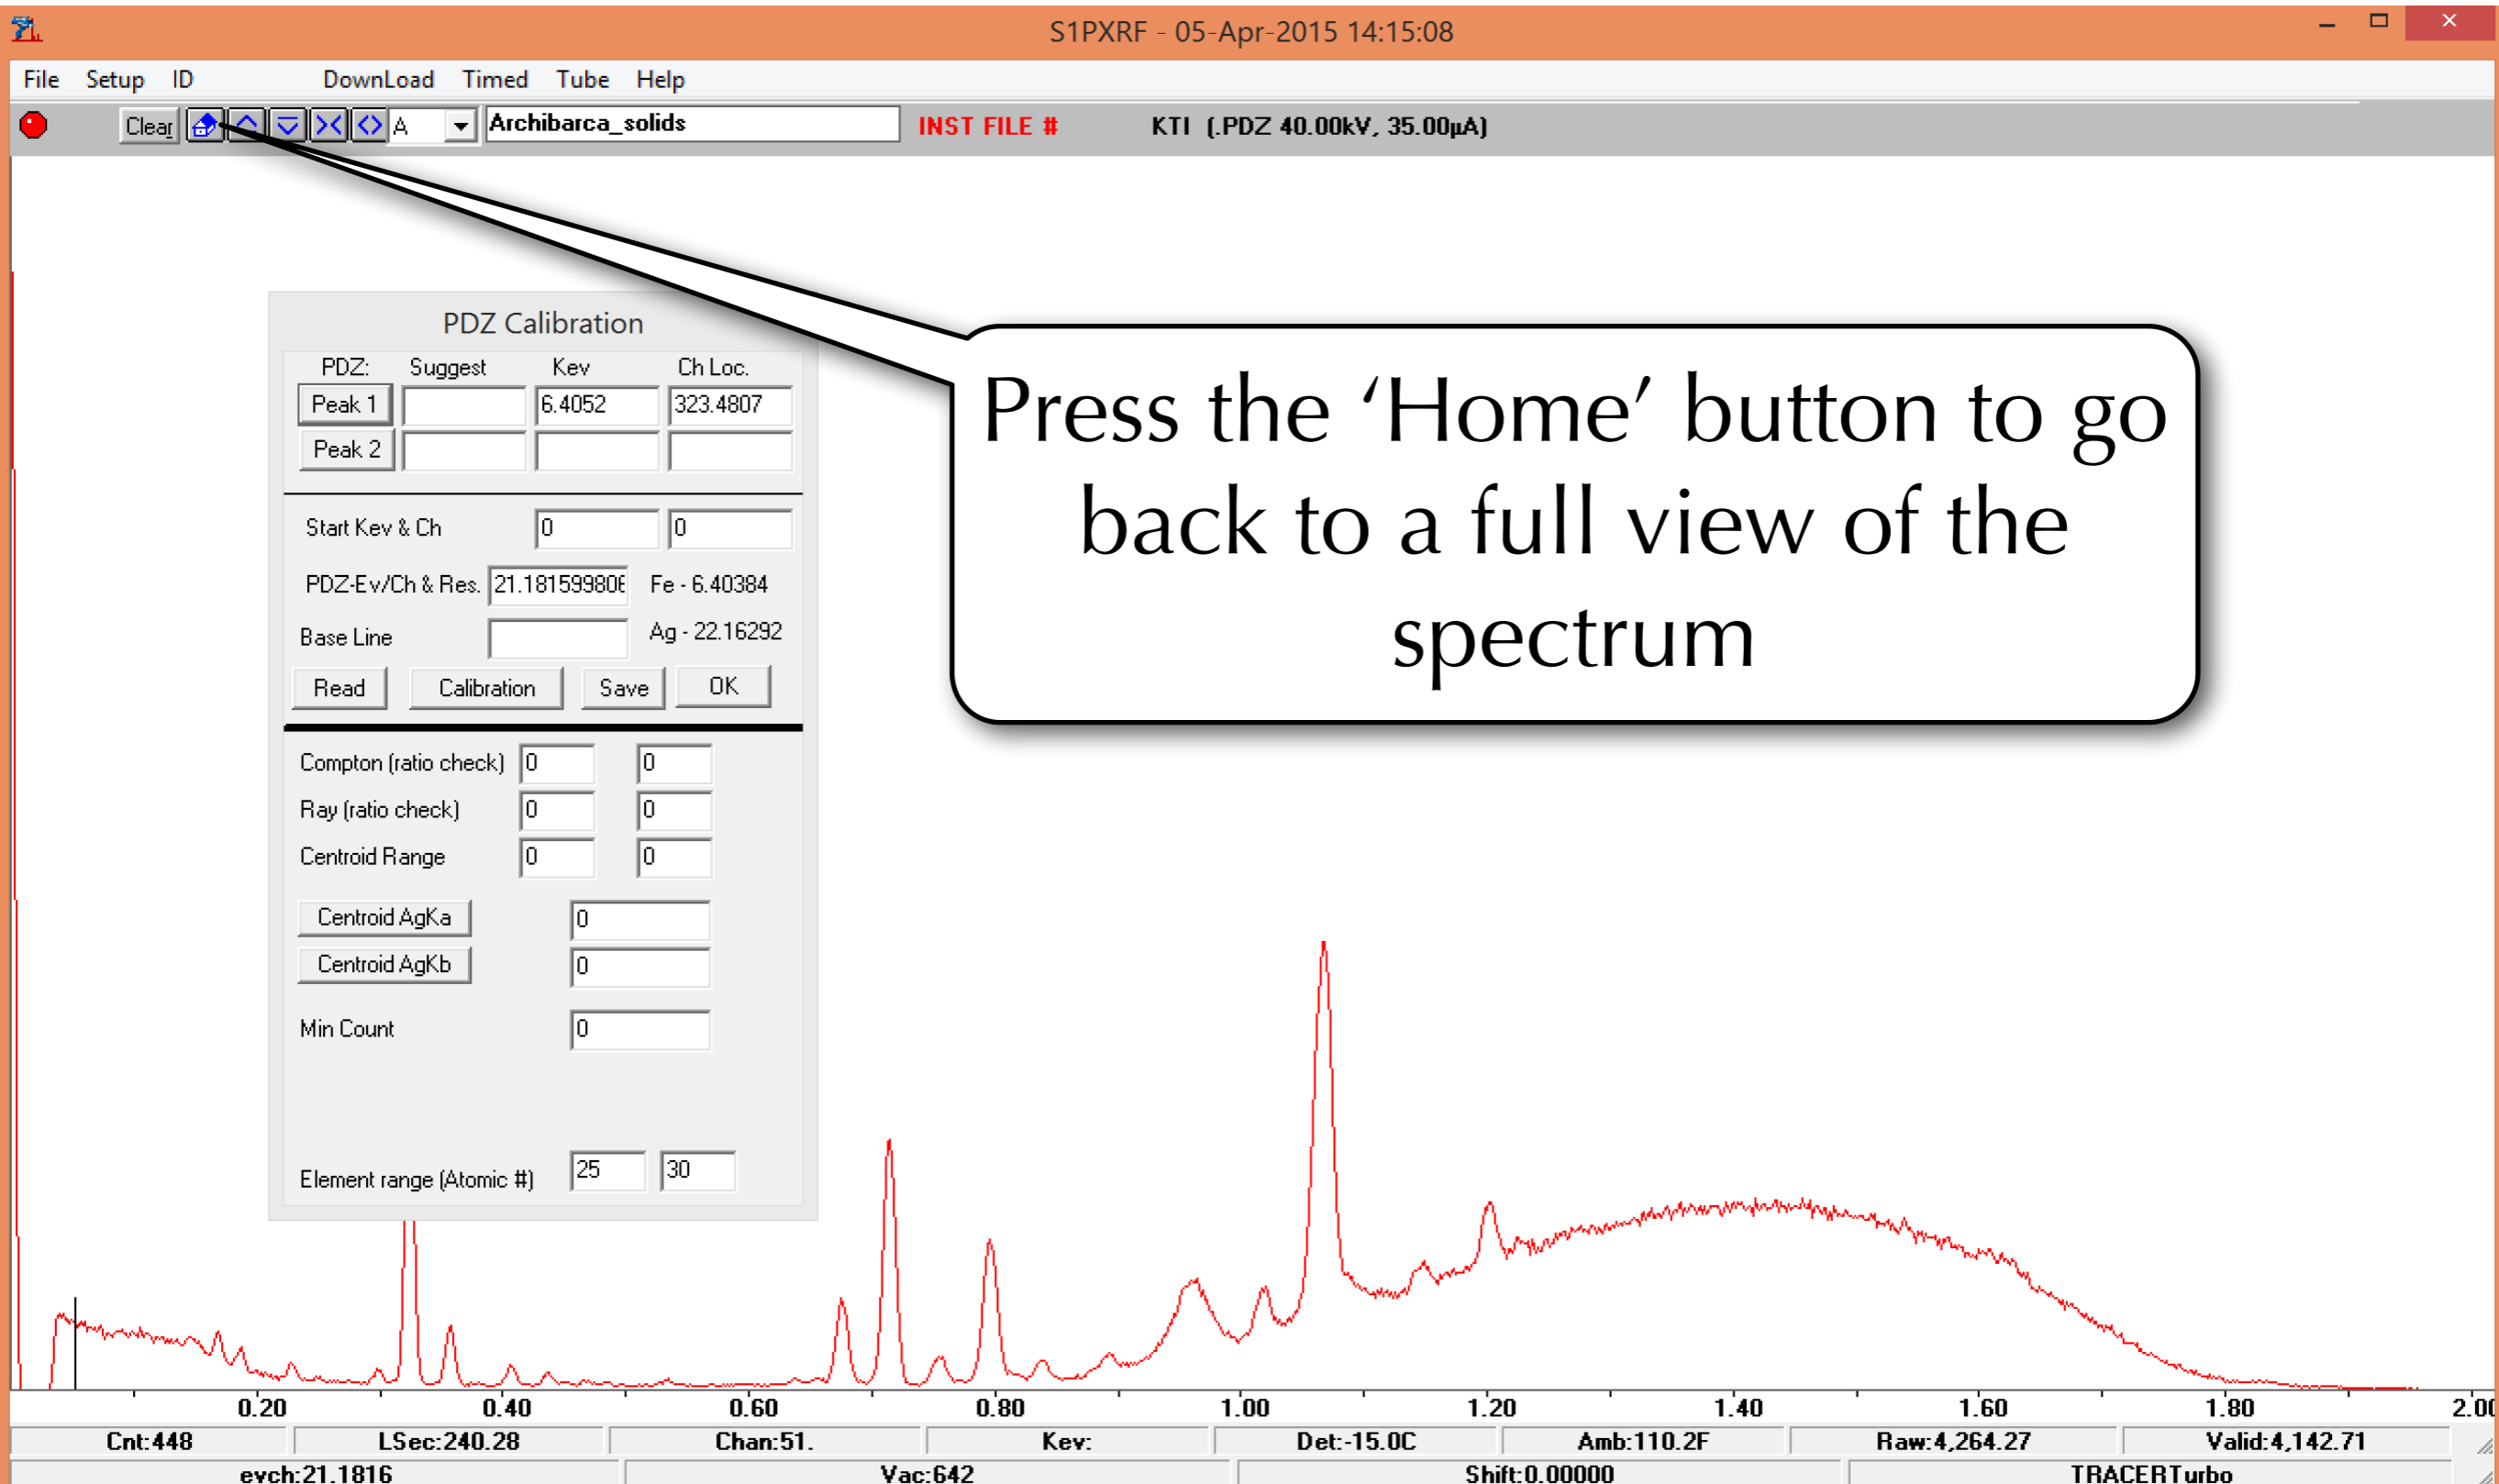 S1PXRF - 05-Apr-2015 14:15:08
File Setup ID DownLoad Timed Tube Help
Clear A Archibarca_solids INST FILE # KTI (.PDZ 40.00kV, 35.00µA)
PDZ Calibration
PDZ: Suggest Kev Ch Loc.
Peak 1 6.4052 323.4807
Peak 2
Start Kev & Ch 0 0
PDZ-Ev/Ch & Res. 21.18159980 Fe - 6.40384
Base Line Ag - 22.16292
Read Calibration Save OK
Compton (ratio check) 0 0
Ray (ratio check) 0 0
Centroid Range 0 0
Centroid AgKa 0
Centroid AgKb 0
Min Count 0
Element range (Atomic #) 25 30
Press the ‘Home’ button to go
back to a full view of the
spectrum
0.20 0.40 0.60 0.80 1.00 1.20 1.40 1.60 1.80 2.00
Cnt:448 LSec:240.28 Chan:51. Kev: Det:-15.0C Amb:110.2F Raw:4,264.27 Valid:4,142.71
evch:21.1816 Vac:642 Shift:0.00000 TRACERTurbo